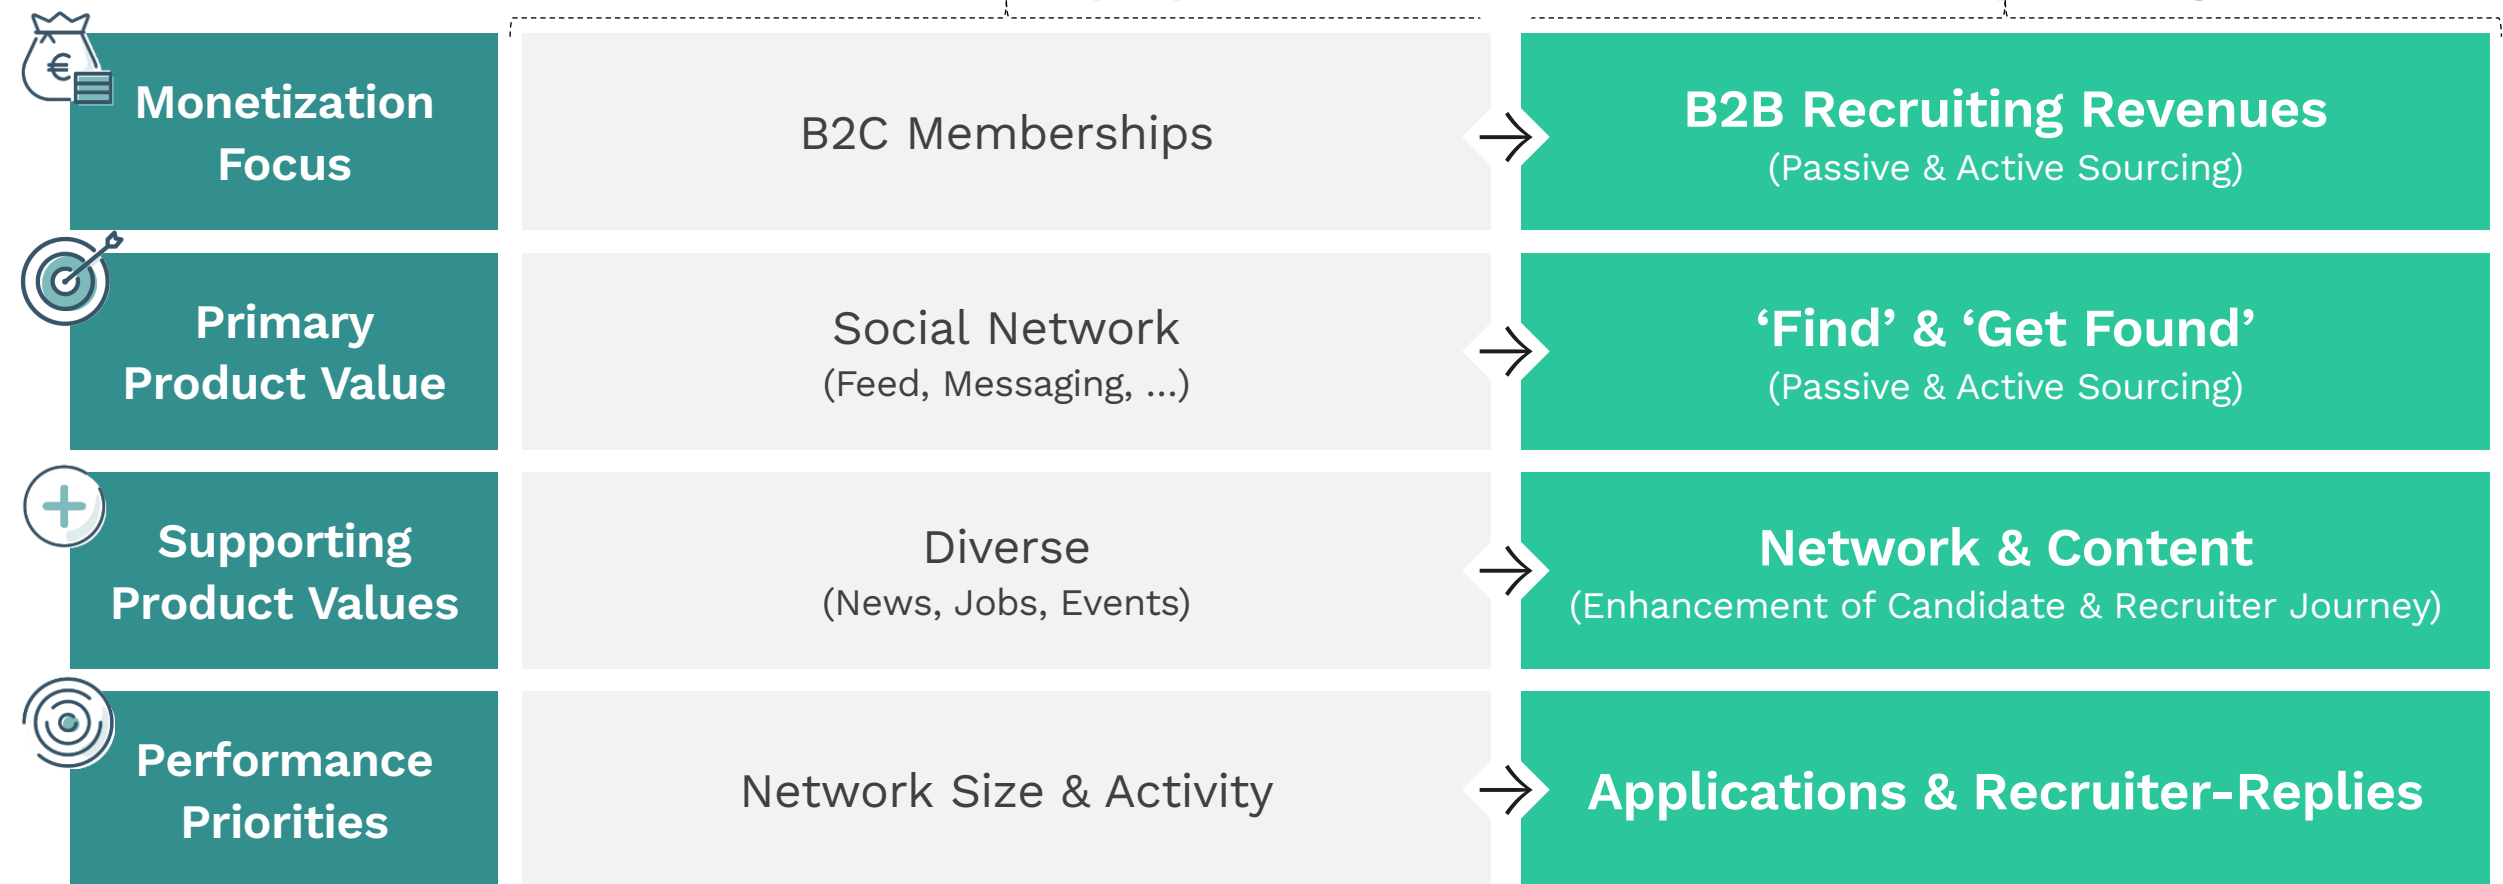 Monetization
Focus
B2C Memberships
B2B Recruiting Revenues
(Passive & Active Sourcing)
Primary
Product Value
Social Network
(Feed, Messaging, ...)
‘Find’ & ‘Get Found’
(Passive & Active Sourcing)
Supporting
Product Values
Diverse
(News, Jobs, Events)
Network & Content
(Enhancement of Candidate & Recruiter Journey)
Performance
Priorities
Network Size & Activity
Applications & Recruiter-Replies
€